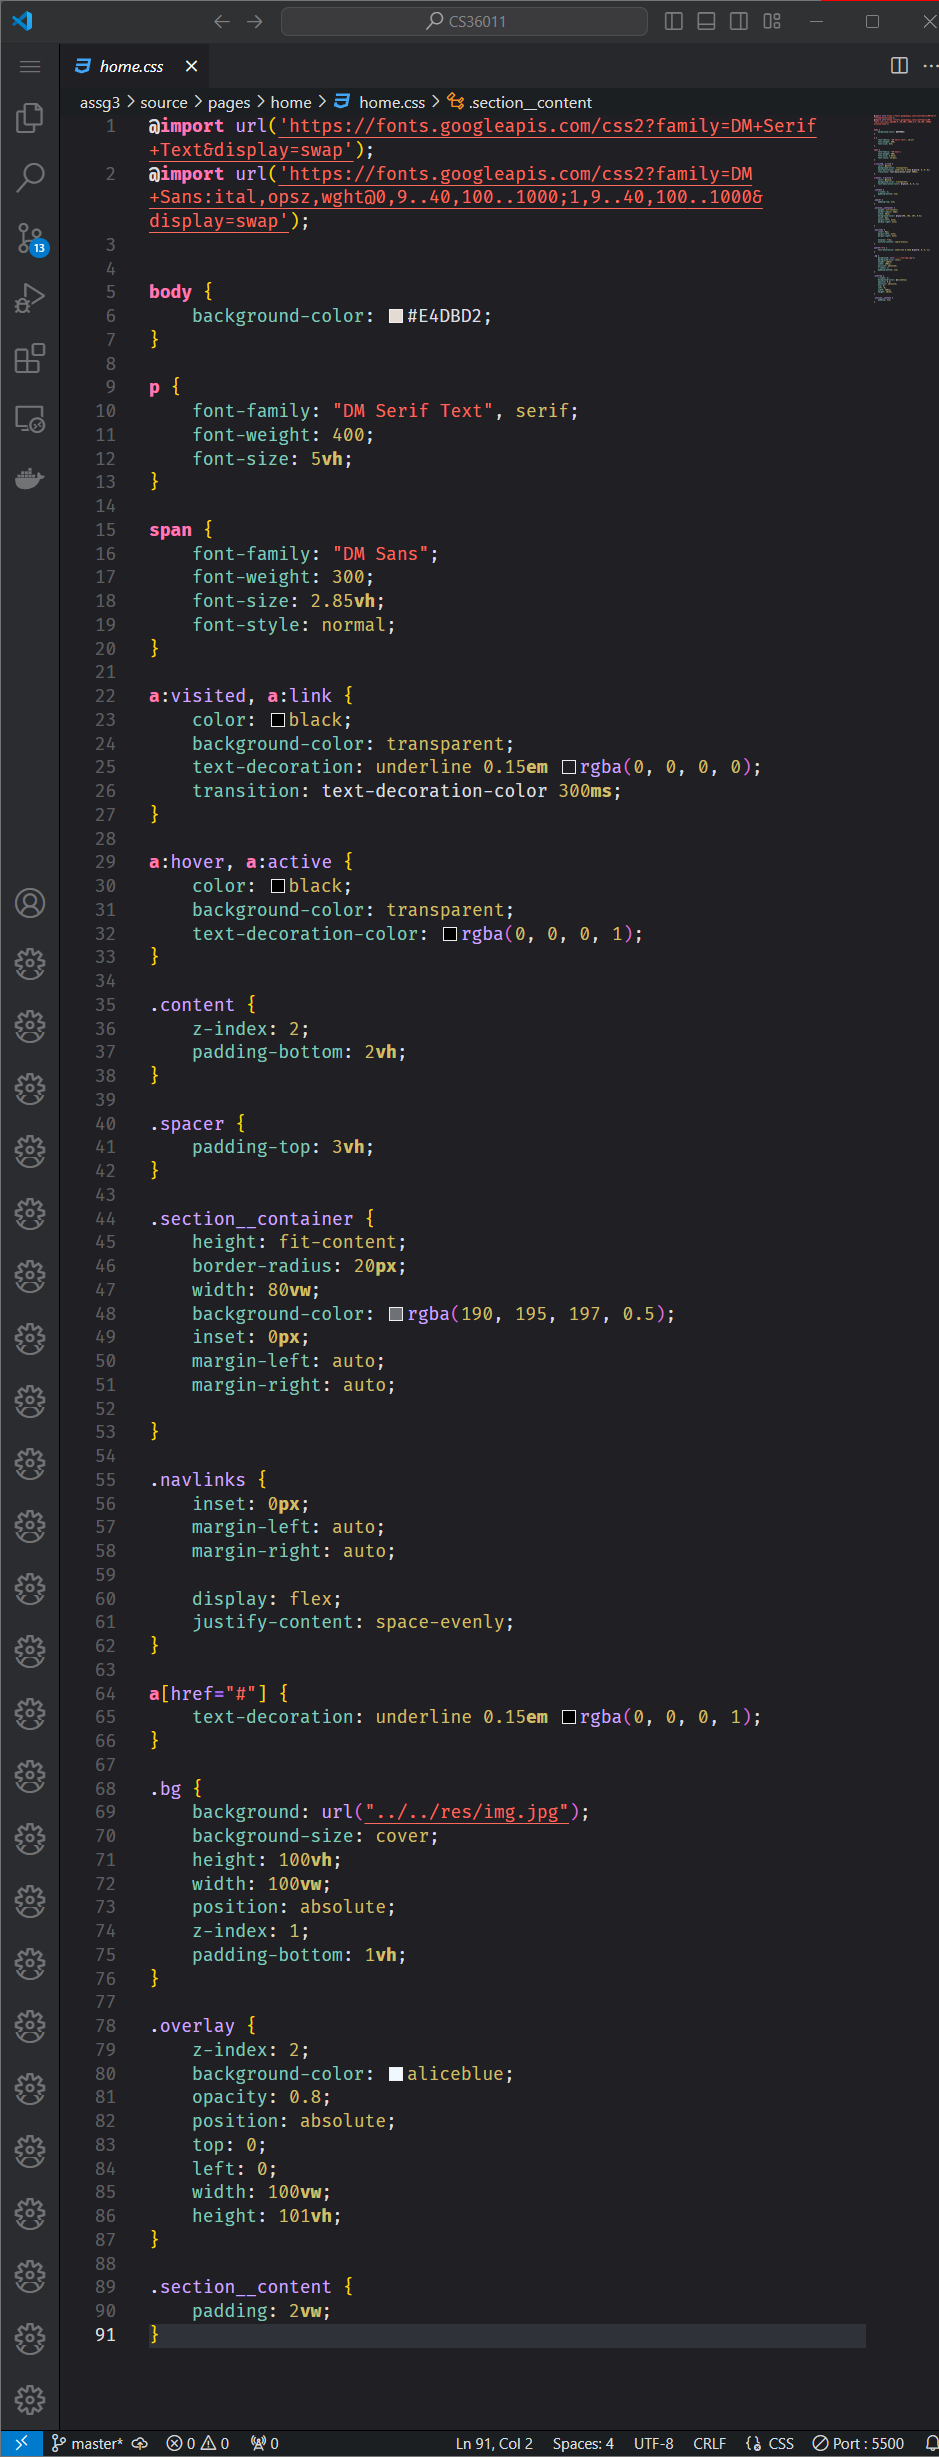 CS36011
home.css
assg3 > source > pages > home > home.css > .section__content
1 @import url('https://fonts.googleapis.com/css2?family=DM+Serif
+Text&display=swap');
2 @import url('https://fonts.googleapis.com/css2?family=DM
+Sans:ital,opsz,wght@0,9..40,100..1000;1,9..40,100..1000&
display=swap');
3
4
5 body {
6     background-color: #E4DBD2;
7 }
8
9 p {
10     font-family: "DM Serif Text", serif;
11     font-weight: 400;
12     font-size: 5vh;
13 }
14
15 span {
16     font-family: "DM Sans";
17     font-weight: 300;
18     font-size: 2.85vh;
19     font-style: normal;
20 }
21
22 a:visited, a:link {
23     color: black;
24     background-color: transparent;
25     text-decoration: underline 0.15em rgba(0, 0, 0, 0);
26     transition: text-decoration-color 300ms;
27 }
28
29 a:hover, a:active {
30     color: black;
31     background-color: transparent;
32     text-decoration-color: rgba(0, 0, 0, 1);
33 }
34
35 .content {
36     z-index: 2;
37     padding-bottom: 2vh;
38 }
39
40 .spacer {
41     padding-top: 3vh;
42 }
43
44 .section__container {
45     height: fit-content;
46     border-radius: 20px;
47     width: 80vw;
48     background-color: rgba(190, 195, 197, 0.5);
49     inset: 0px;
50     margin-left: auto;
51     margin-right: auto;
52
53 }
54
55 .navlinks {
56     inset: 0px;
57     margin-left: auto;
58     margin-right: auto;
59
60     display: flex;
61     justify-content: space-evenly;
62 }
63
64 a[href="#"] {
65     text-decoration: underline 0.15em rgba(0, 0, 0, 1);
66 }
67
68 .bg {
69     background: url("../../res/img.jpg");
70     background-size: cover;
71     height: 100vh;
72     width: 100vw;
73     position: absolute;
74     z-index: 1;
75     padding-bottom: 1vh;
76 }
77
78 .overlay {
79     z-index: 2;
80     background-color: aliceblue;
81     opacity: 0.8;
82     position: absolute;
83     top: 0;
84     left: 0;
85     width: 100vw;
86     height: 101vh;
87 }
88
89 .section__content {
90     padding: 2vw;
91 }
13
master* 0 0 0 Ln 91, Col 2 Spaces: 4 UTF-8 CRLF CSS Port : 5500